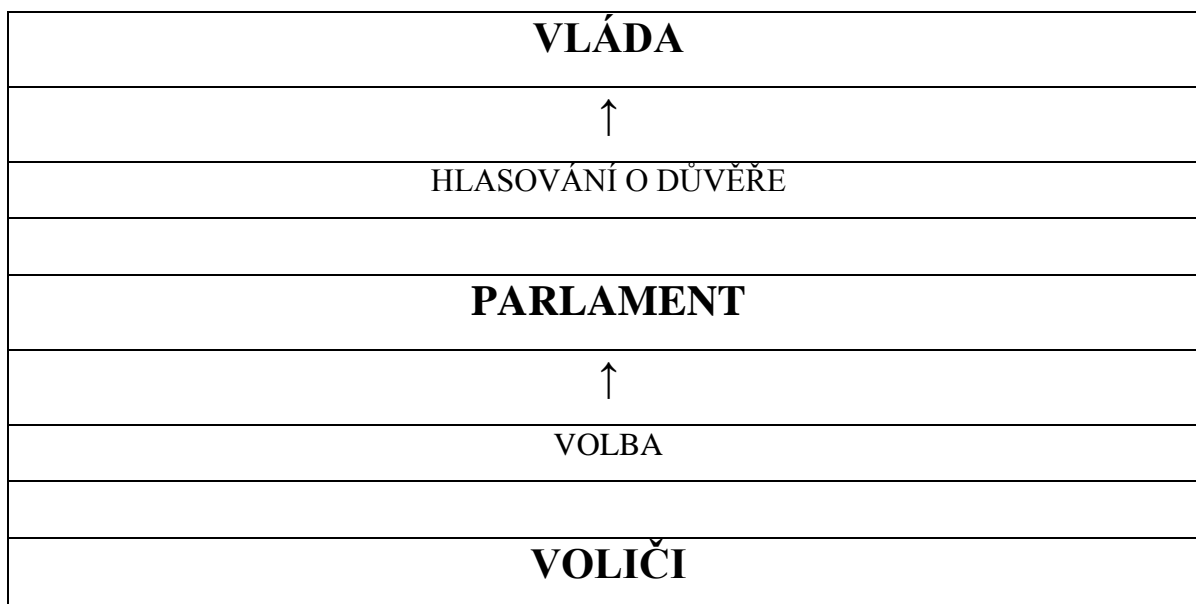 VLÁDA
↑
HLASOVÁNÍ O DŮVĚŘE
PARLAMENT
↑
VOLBA
VOLIČI